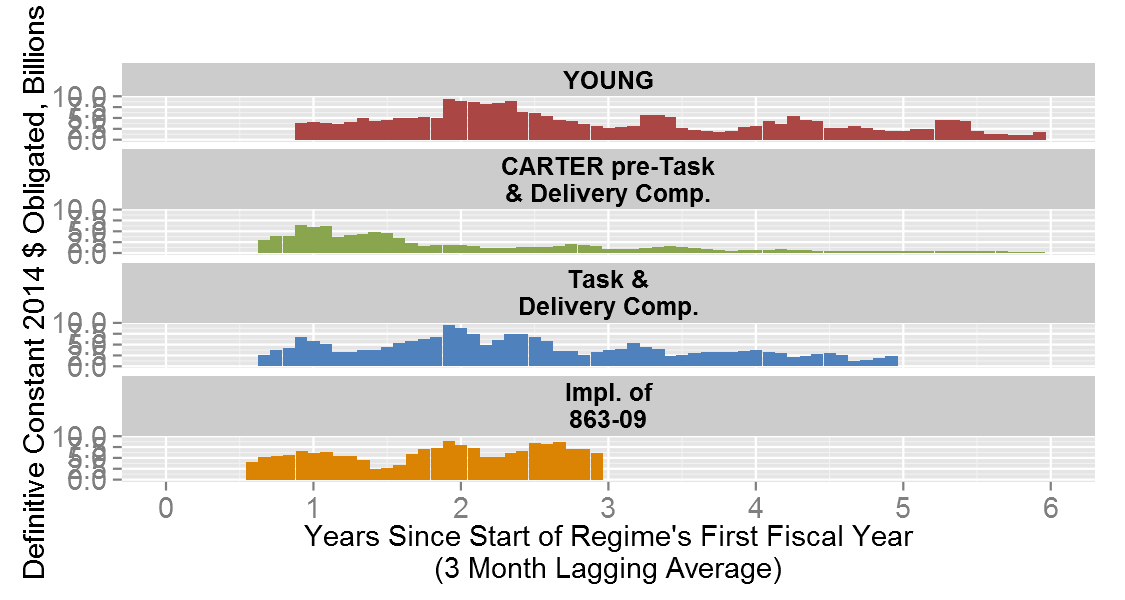 Definitive Constant 2014 $ Obligated, Billions
YOUNG
10.0
0.0
CARTER pre-Task
& Delivery Comp.
10.0
0.0
Task &
Delivery Comp.
10.0
0.0
Impl. of
863-09
10.0
0.0
0 1 2 3 4 5 6
Years Since Start of Regime's First Fiscal Year
(3 Month Lagging Average)